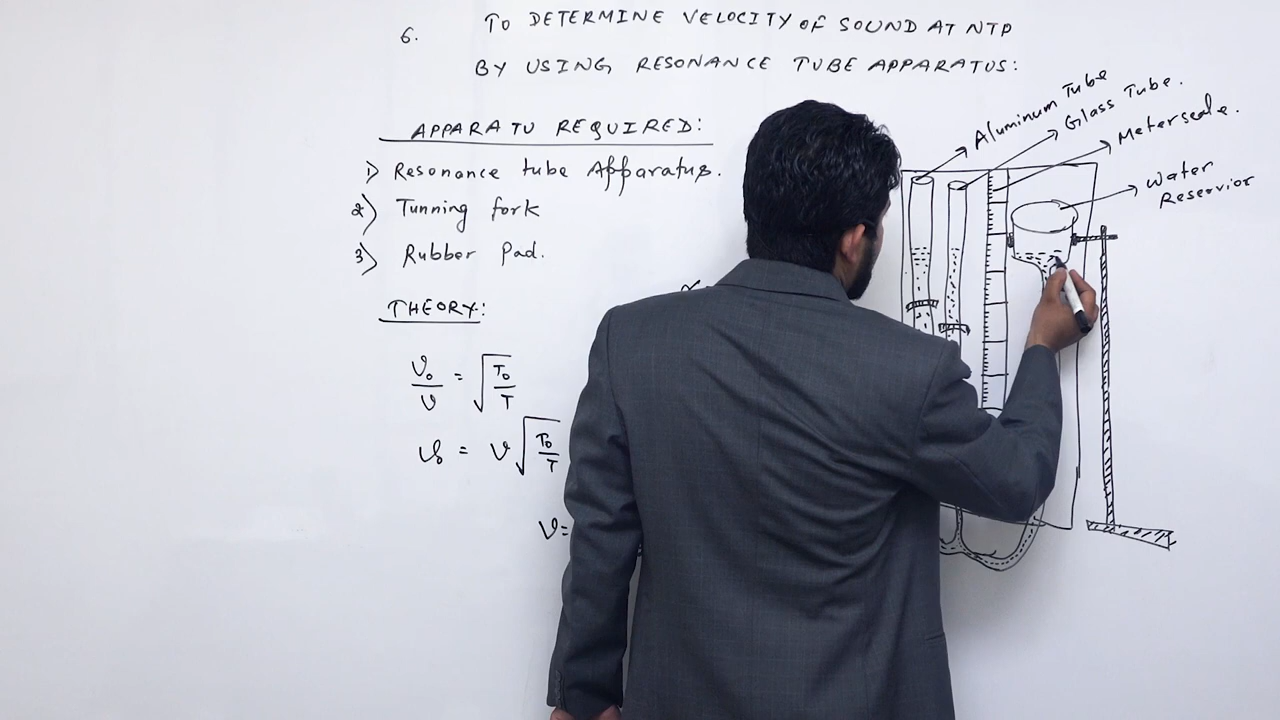 6. TO DETERMINE VELOCITY OF SOUND AT NTP
BY USING RESONANCE TUBE APPARATUS:
APPARATU REQUIRED:
1) Resonance tube Apparatus.
2) Tunning fork
3) Rubber Pad.
THEORY:
V₀/V = √(T₀/T)
V₀ = V√(T₀/T)
V=
Aluminum Tube
Glass Tube.
Meterscale.
Water
Reservior